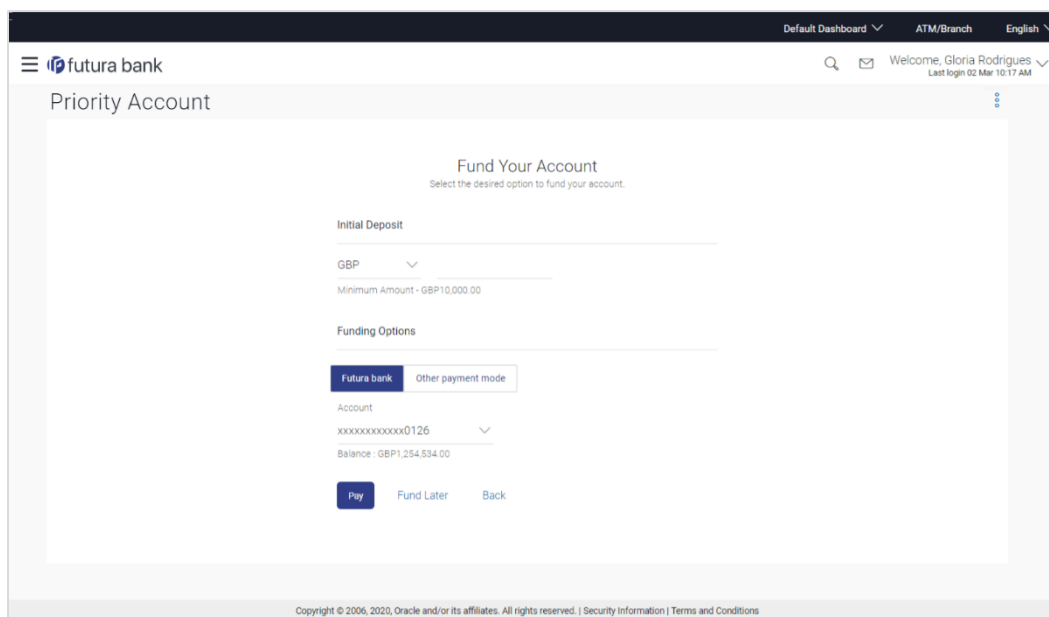 Default Dashboard ATM/Branch English
futura bank
Welcome, Gloria Rodrigues
Last login 02 Mar 10:17 AM
Priority Account
Fund Your Account
Select the desired option to fund your account.
Initial Deposit
GBP
Minimum Amount - GBP10,000.00
Funding Options
Futura bank Other payment mode
Account
xxxxxxxxxxxx0126
Balance : GBP1,254,534.00
Pay Fund Later Back
Copyright © 2006, 2020, Oracle and/or its affiliates. All rights reserved. | Security Information | Terms and Conditions